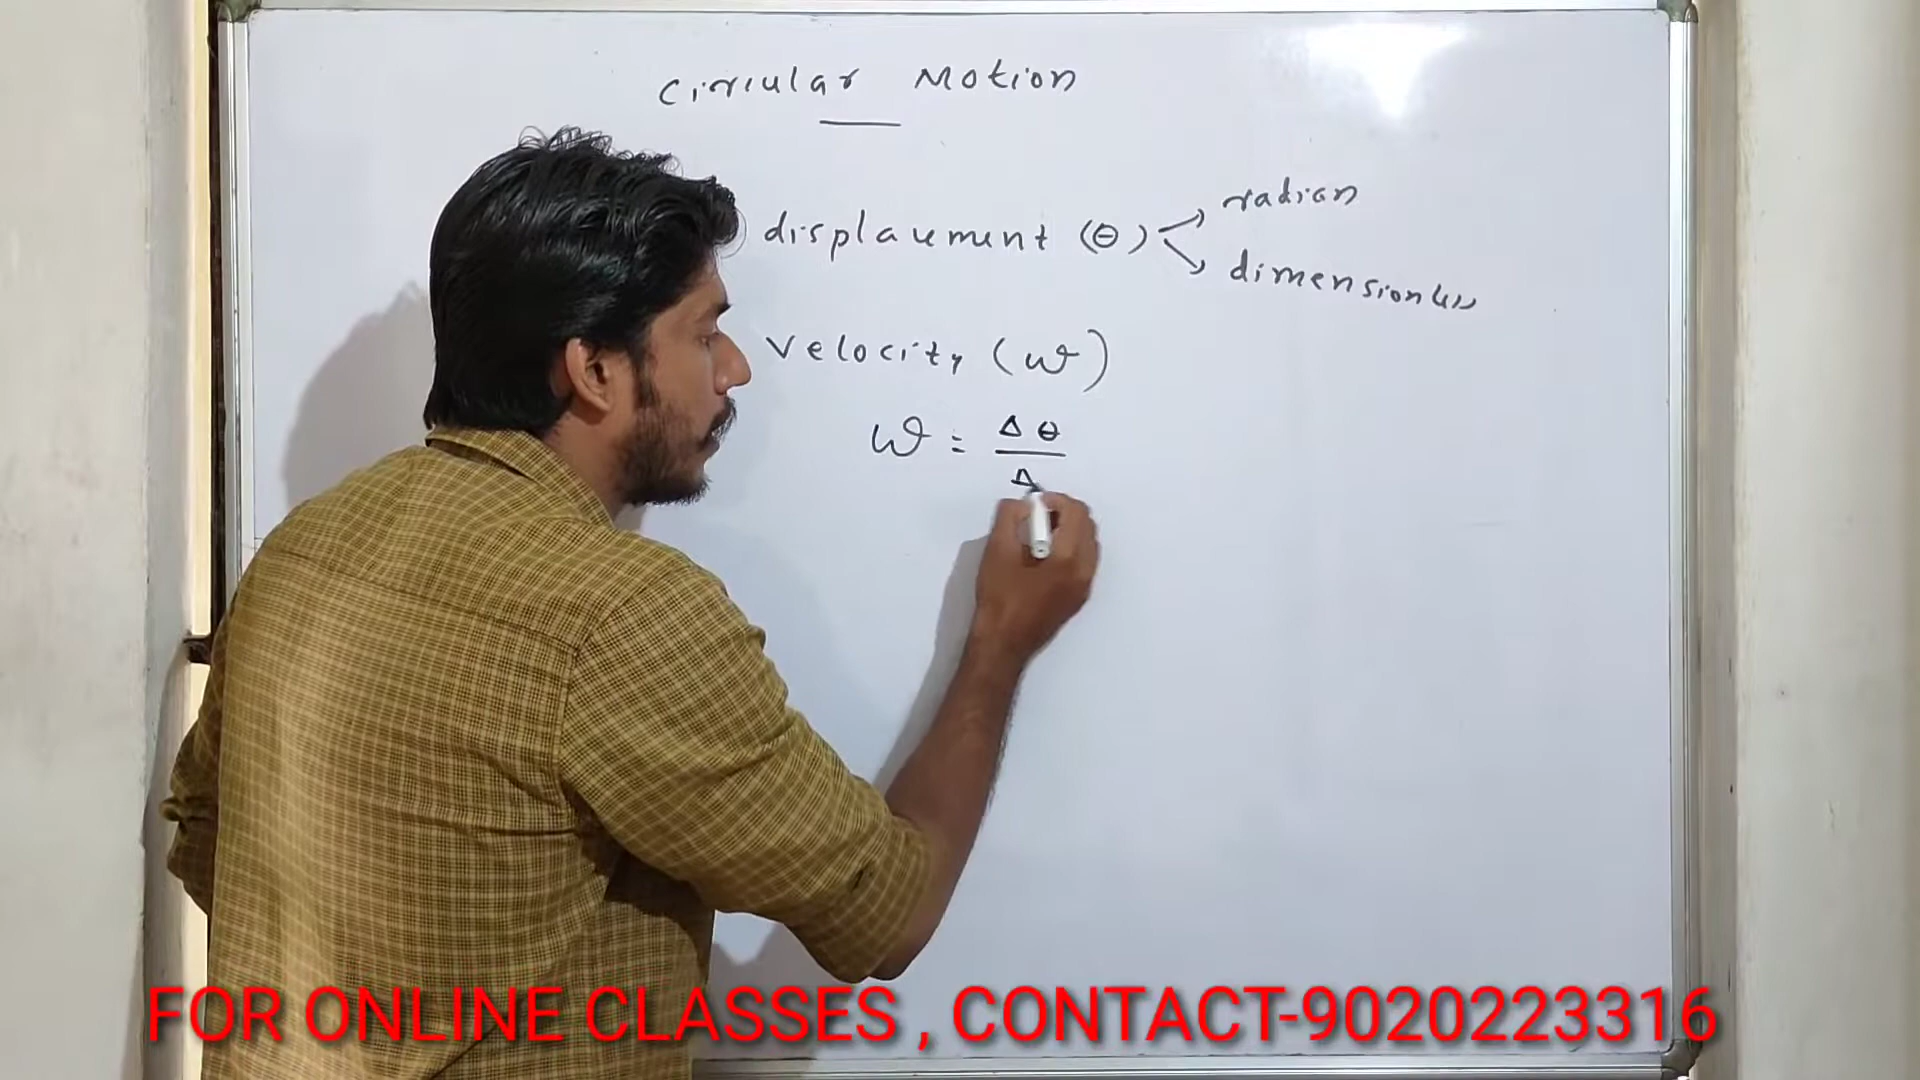 Circular Motion
displacement (θ)
radian
dimensionless
Velocity (ω)
ω = Δθ / Δ
FOR ONLINE CLASSES , CONTACT-9020223316